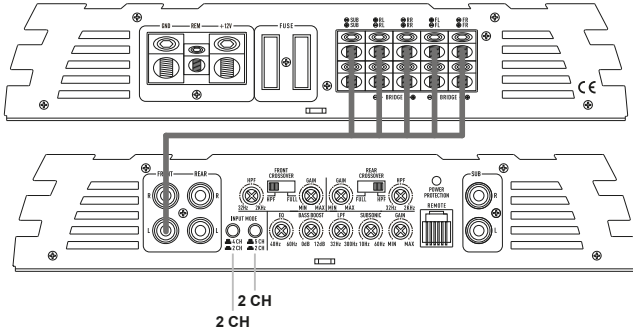 GND REM +12V
FUSE
SUB RL RR FL FR
SUB RL RR FL FR
BRIDGE BRIDGE
CE
FRONT REAR
FRONT CROSSOVER
REAR CROSSOVER
HPF GAIN GAIN HPF
HPF FULL
FULL HPF
32Hz 2KHz MIN MAX MIN MAX 32Hz 2KHz
POWER
PROTECTION
REMOTE
SUB
R R R
L L L
INPUT MODE
4 CH 5 CH
2 CH 2 CH
BASS BOOST LPF SUBSONIC GAIN
40Hz 60Hz 0dB 12dB 32Hz 300Hz 10Hz 60Hz MIN MAX
2 CH
2 CH